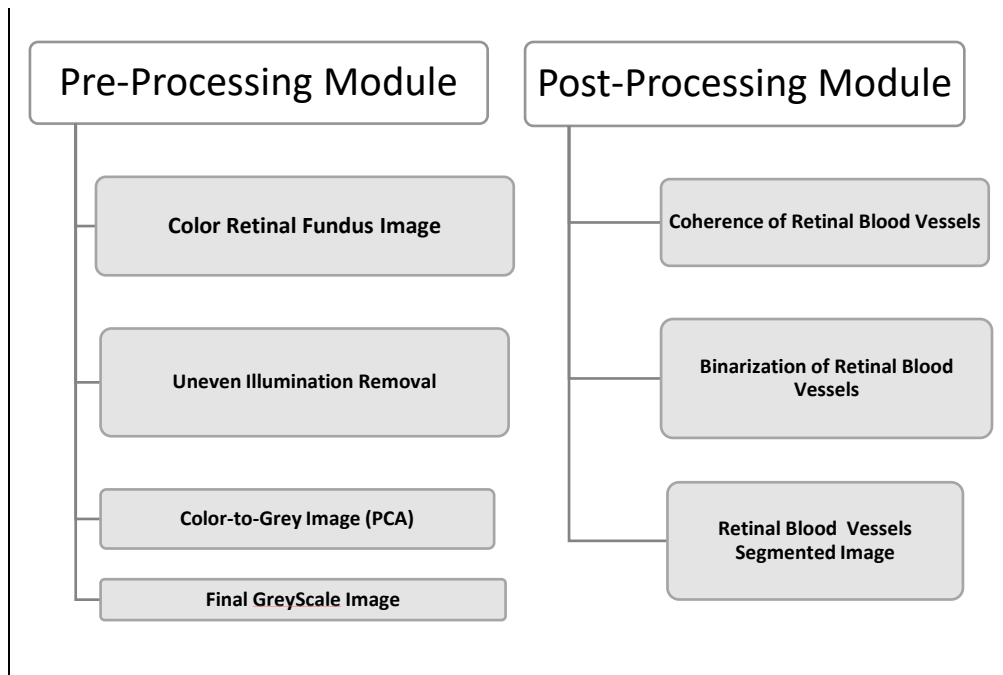 Pre-Processing Module
Color Retinal Fundus Image
Uneven Illumination Removal
Color-to-Grey Image (PCA)
Final GreyScale Image
Post-Processing Module
Coherence of Retinal Blood Vessels
Binarization of Retinal Blood
Vessels
Retinal Blood Vessels
Segmented Image